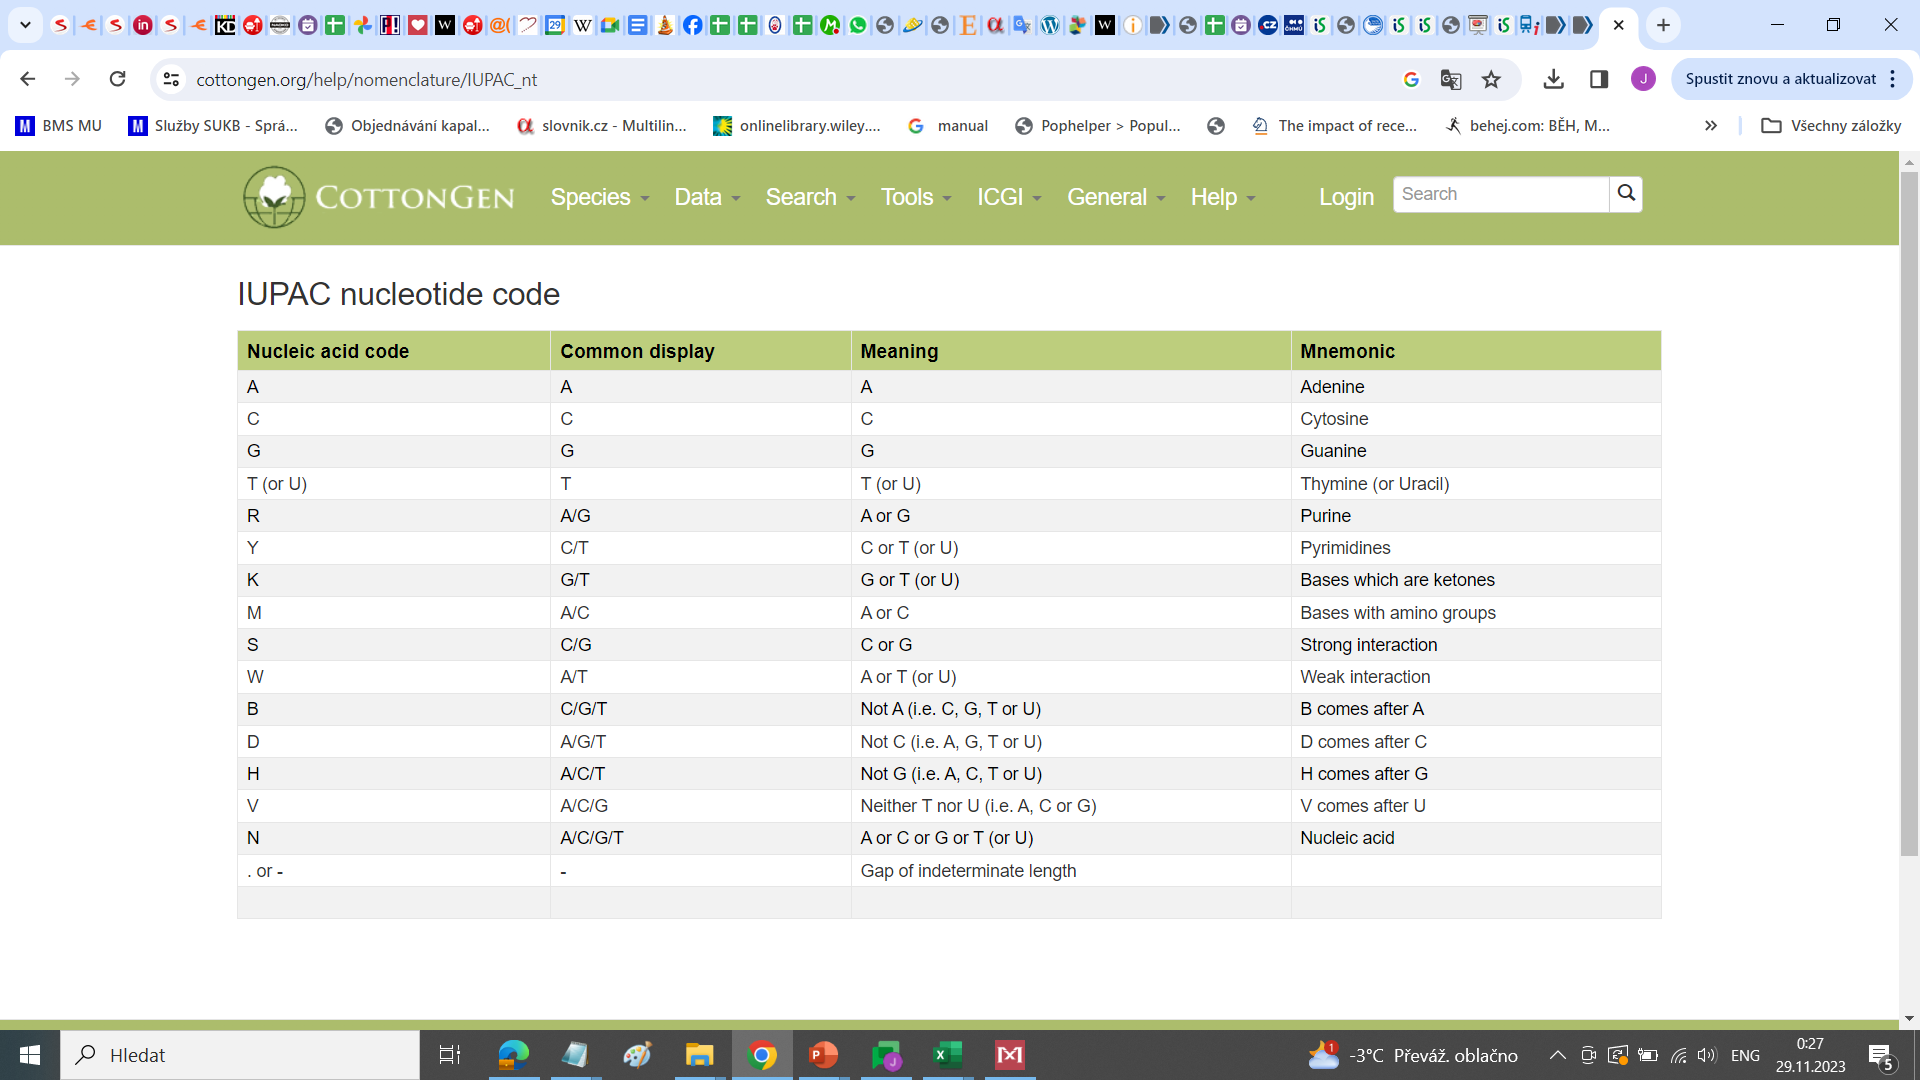 cottongen.org/help/nomenclature/IUPAC_nt
J
Spustit znovu a aktualizovat
BMS MU
Služby SUKB - Sprá...
Objednávání kapal...
slovnik.cz - Multilin...
onlinelibrary.wiley....
manual
Pophelper > Popul...
The impact of rece...
behej.com: BĚH, M...
»
Všechny záložky
COTTONGEN
Species
Data
Search
Tools
ICGI
General
Help
Login
Search
IUPAC nucleotide code
Nucleic acid code Common display Meaning Mnemonic
A A A Adenine
C C C Cytosine
G G G Guanine
T (or U) T T (or U) Thymine (or Uracil)
R A/G A or G Purine
Y C/T C or T (or U) Pyrimidines
K G/T G or T (or U) Bases which are ketones
M A/C A or C Bases with amino groups
S C/G C or G Strong interaction
W A/T A or T (or U) Weak interaction
B C/G/T Not A (i.e. C, G, T or U) B comes after A
D A/G/T Not C (i.e. A, G, T or U) D comes after C
H A/C/T Not G (i.e. A, C, T or U) H comes after G
V A/C/G Neither T nor U (i.e. A, C or G) V comes after U
N A/C/G/T A or C or G or T (or U) Nucleic acid
. or - - Gap of indeterminate length
Hledat
-3°C Převáž. oblačno
ENG
0:27
29.11.2023
5